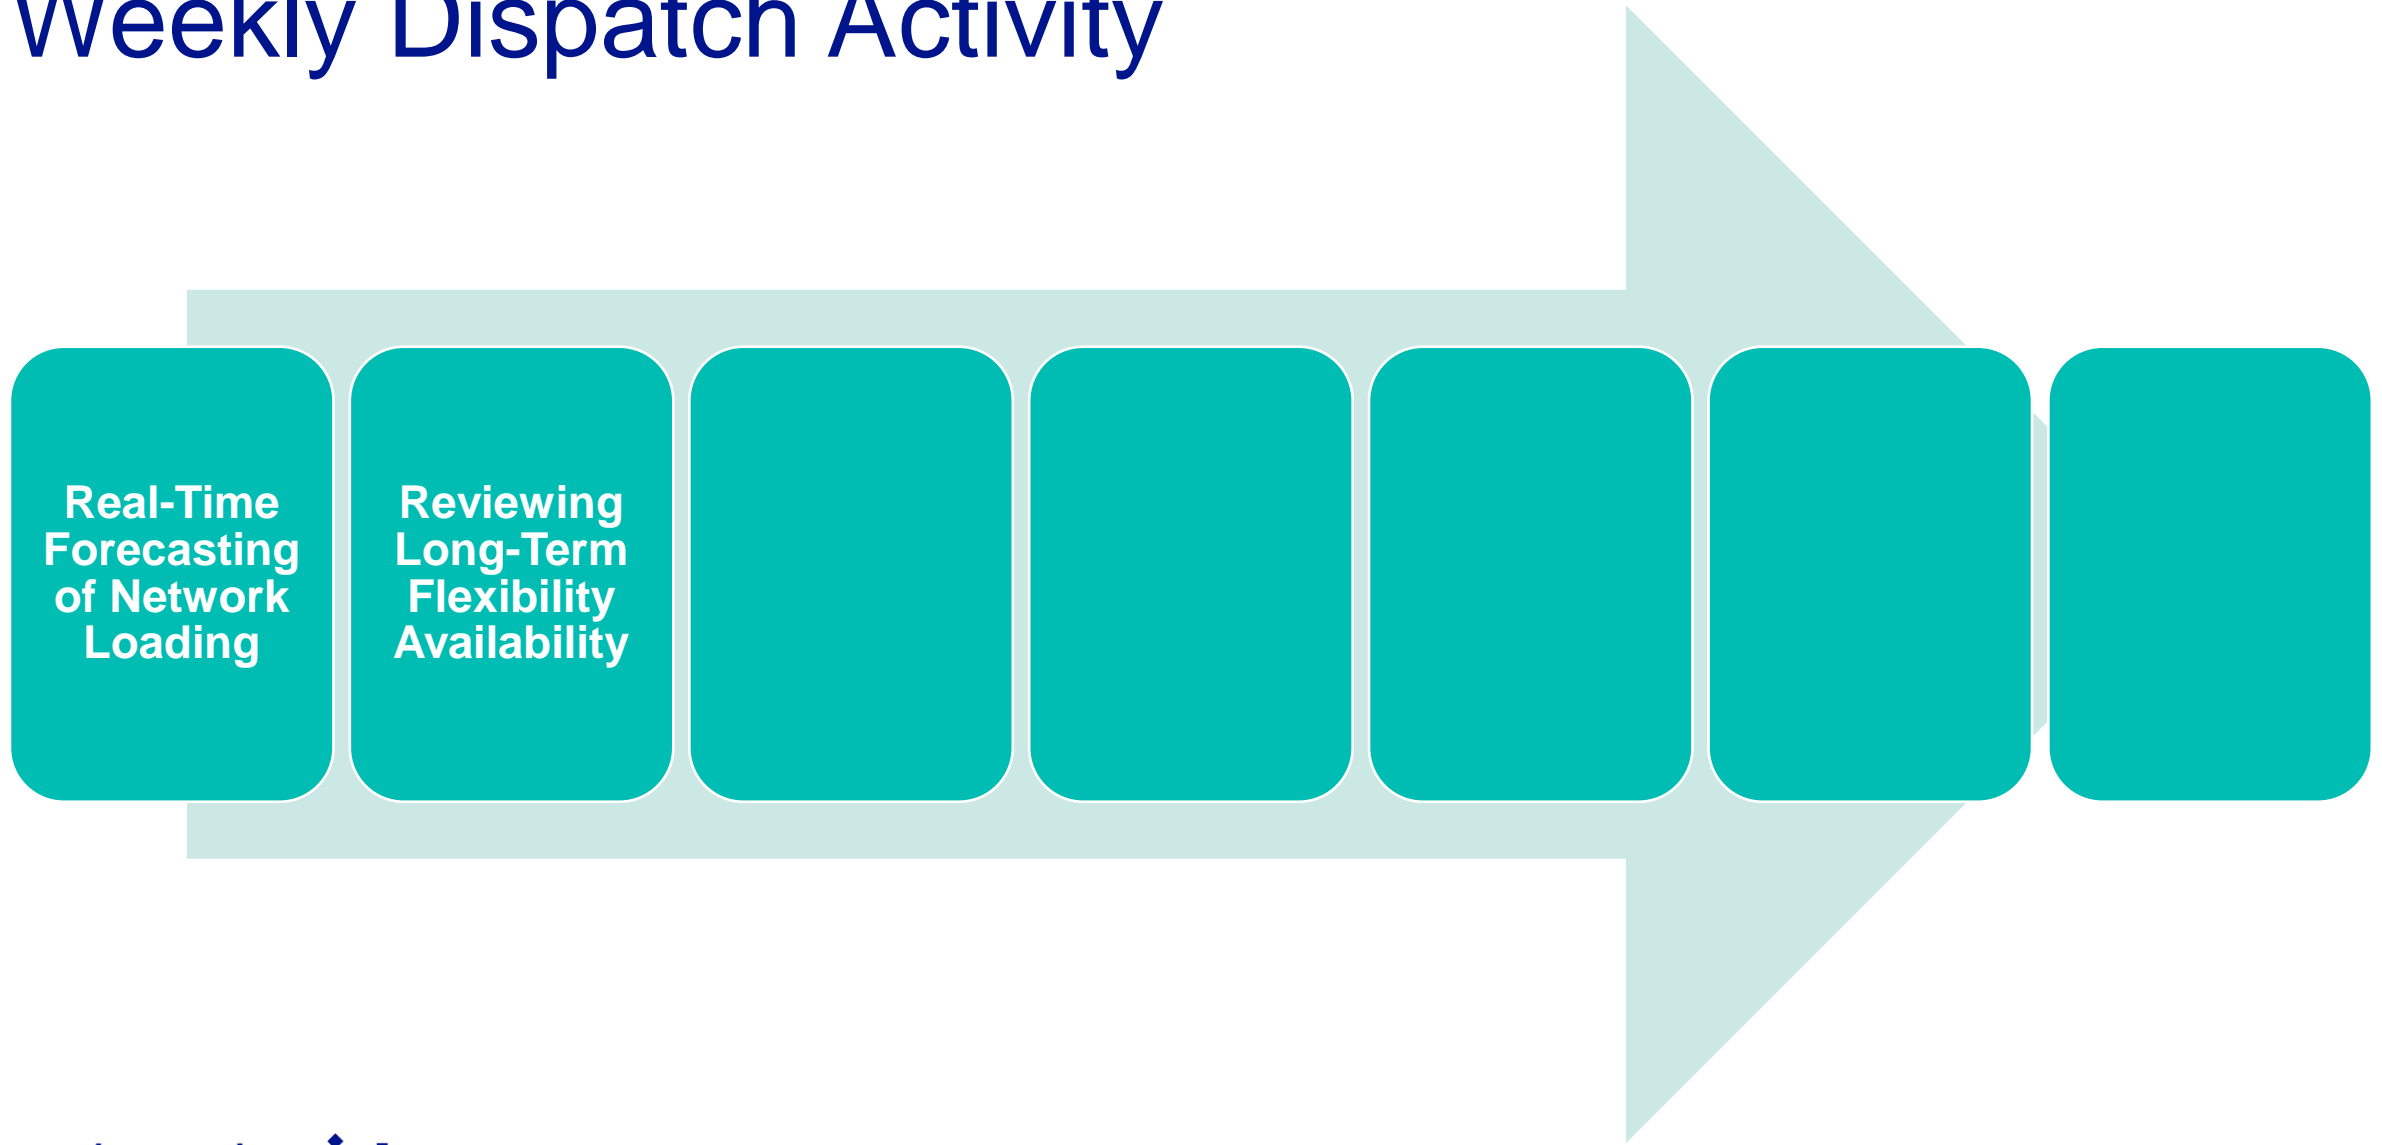 Weekly Dispatch Activity
Real-Time
Forecasting
of Network
Loading
Reviewing
Long-Term
Flexibility
Availability